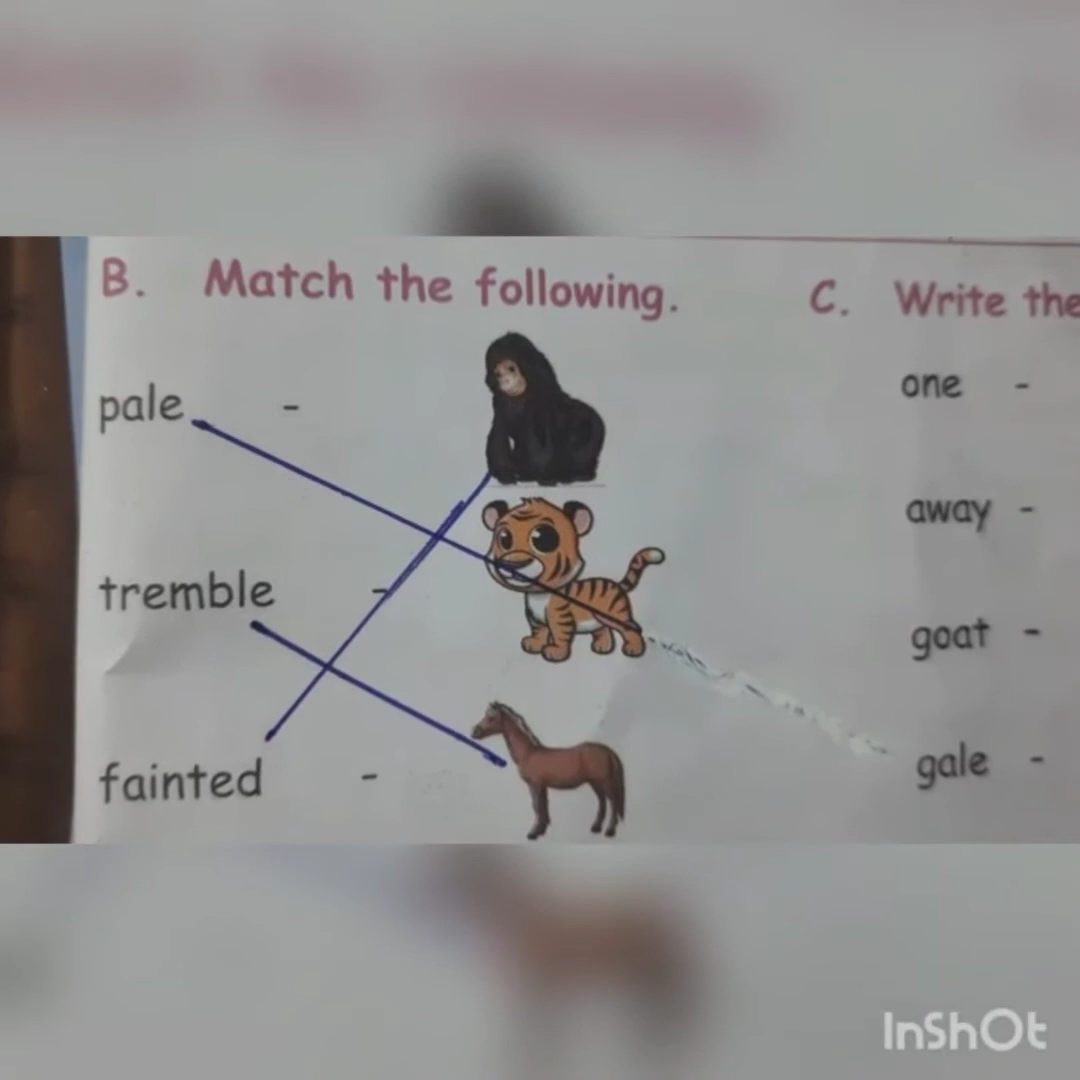 B. Match the following.
pale -
tremble -
fainted -
C. Write the
one -
away -
goat -
gale -
InShOt